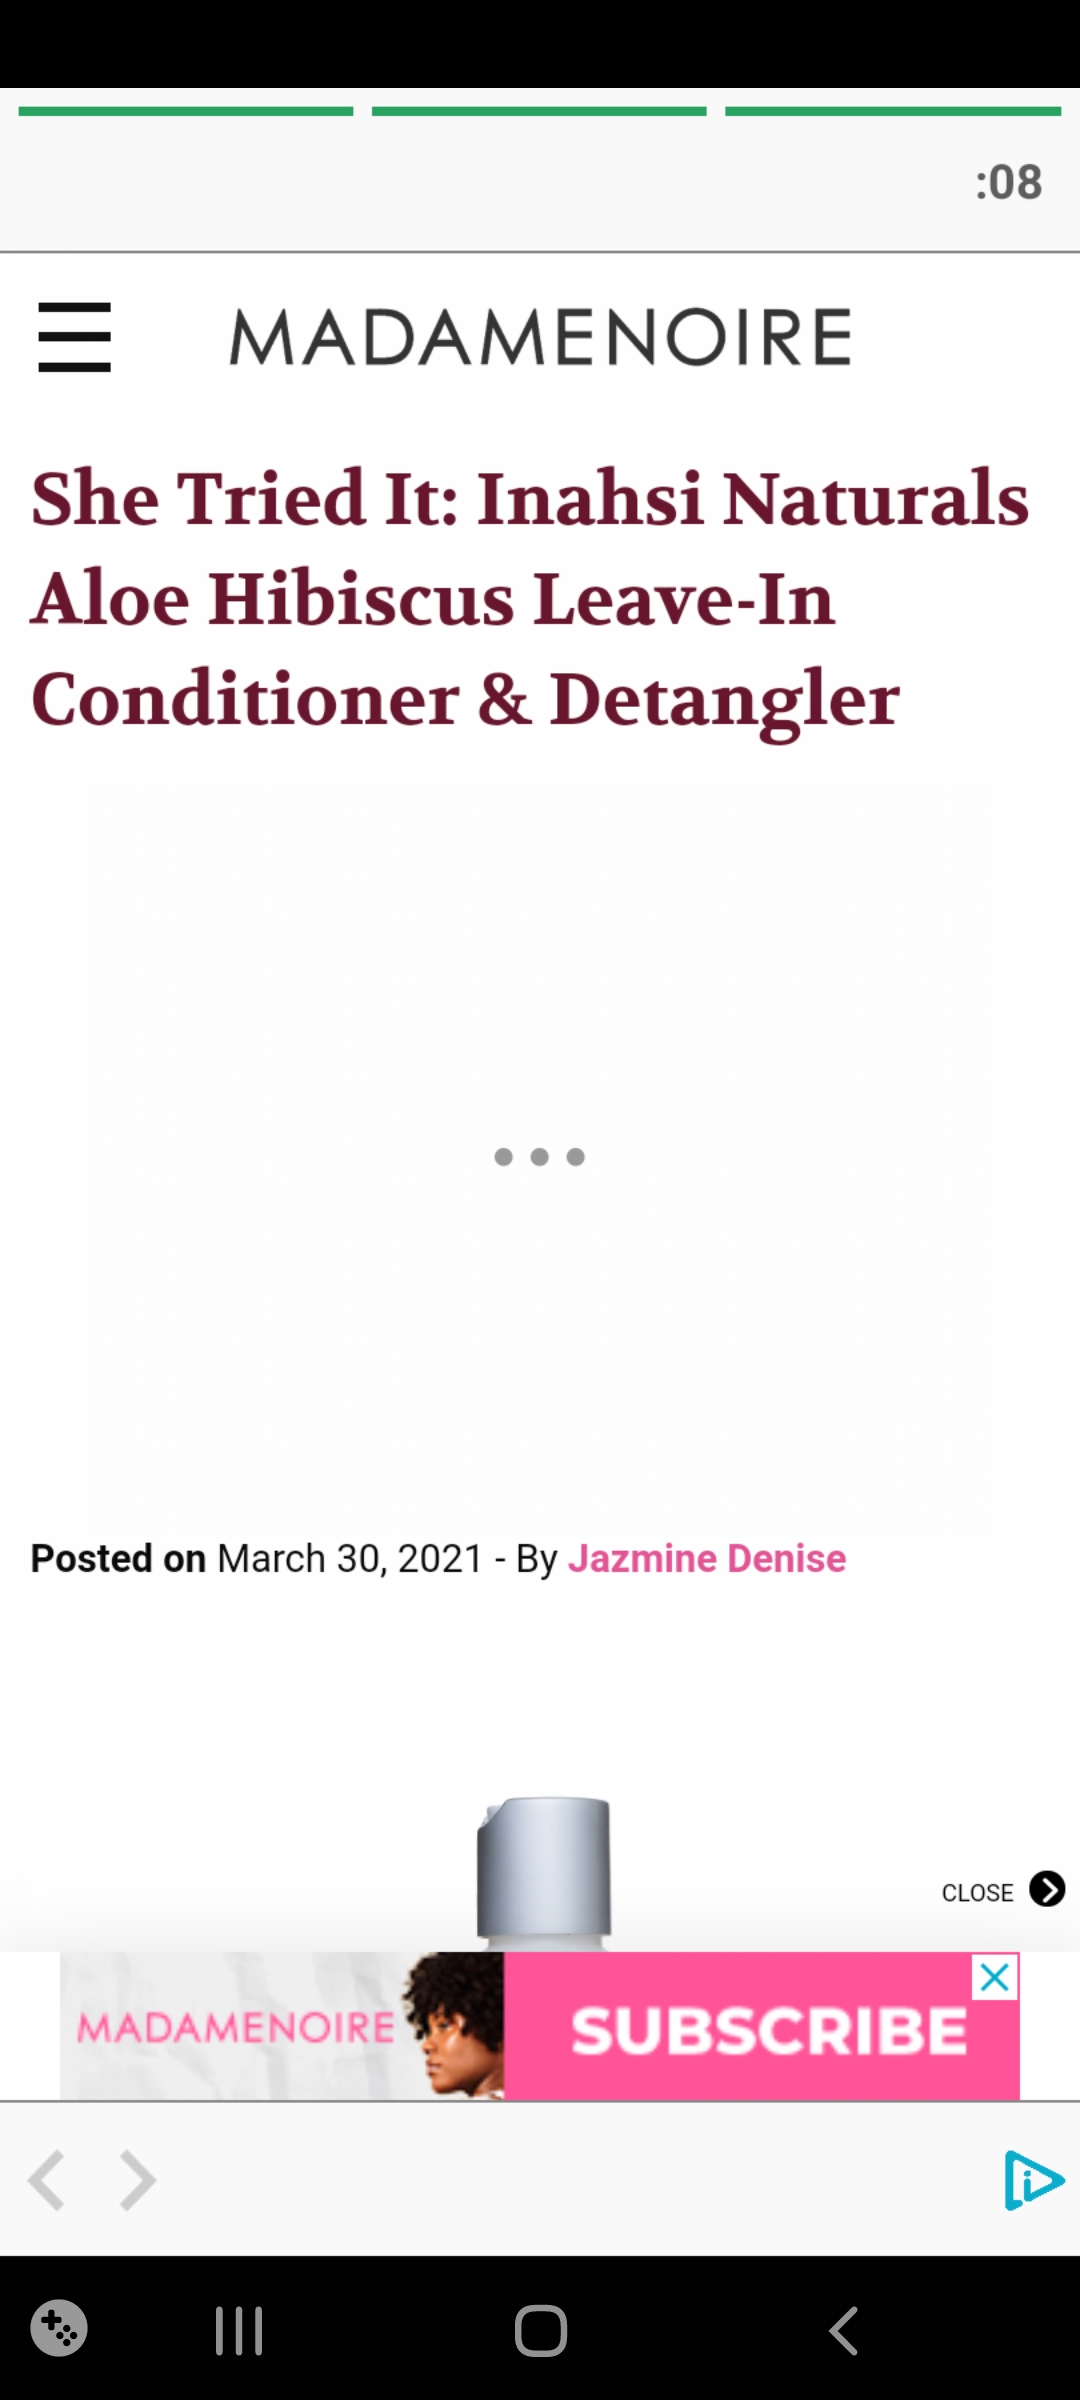 :08
MADAMENOIRE
She Tried It: Inahsi Naturals
Aloe Hibiscus Leave-In
Conditioner & Detangler
Posted on March 30, 2021 - By Jazmine Denise
CLOSE
MADAMENOIRE
SUBSCRIBE